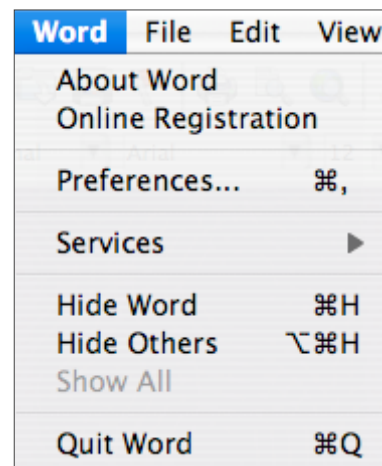 Word File Edit View
About Word
Online Registration
Preferences... ⌘,
Services ▶
Hide Word ⌘H
Hide Others ⌥⌘H
Show All
Quit Word ⌘Q